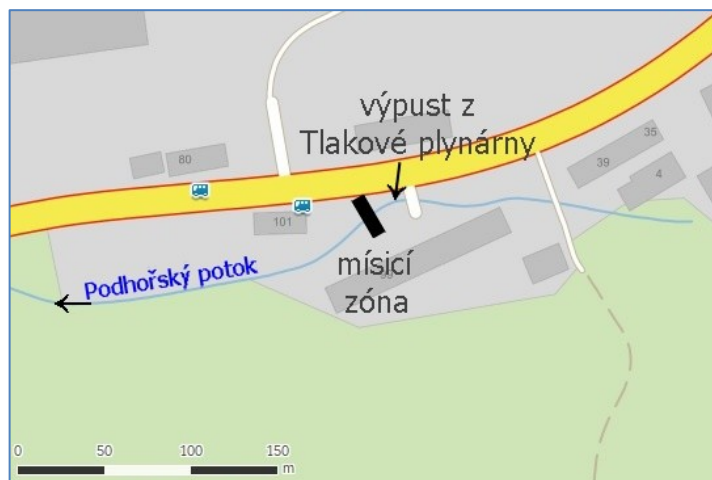 výpust z
Tlakové plynárny
80
35
39
4
101
mísicí
zóna
Podhořský potok
0 50 100 150
m